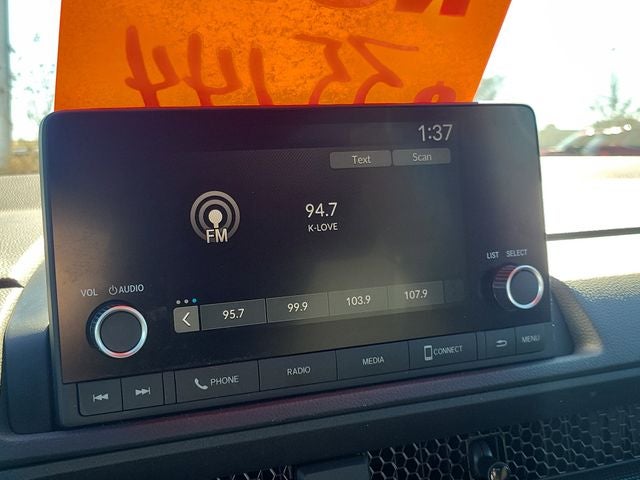 1:37
Text Scan
94.7
FM
K-LOVE
LIST SELECT
VOL AUDIO
95.7 99.9 103.9 107.9
PHONE RADIO MEDIA CONNECT MENU